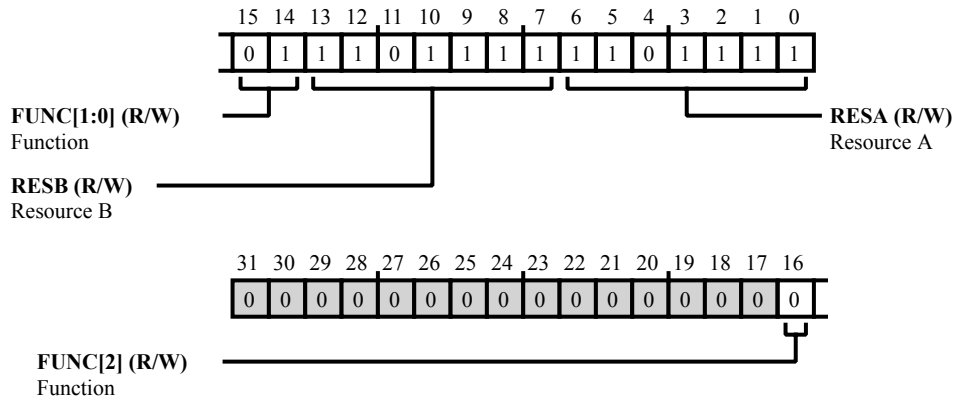 15 14 13 12 11 10 9 8 7 6 5 4 3 2 1 0
0 1 1 1 0 1 1 1 1 1 1 0 1 1 1 1
FUNC[1:0] (R/W)
Function
RESA (R/W)
Resource A
RESB (R/W)
Resource B
31 30 29 28 27 26 25 24 23 22 21 20 19 18 17 16
0 0 0 0 0 0 0 0 0 0 0 0 0 0 0 0
FUNC[2] (R/W)
Function